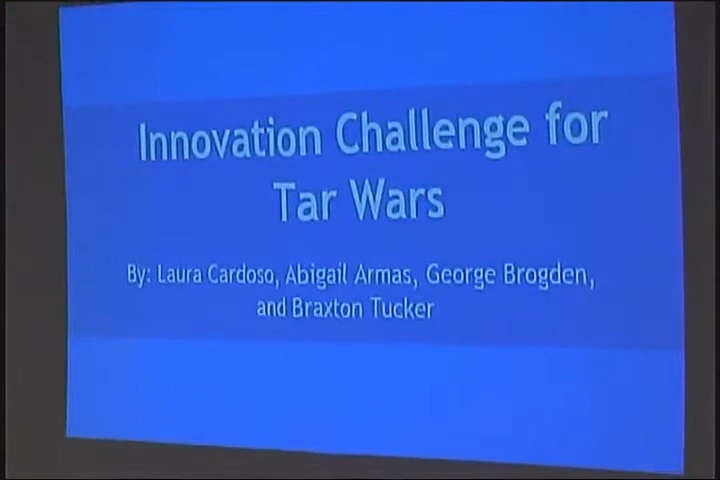 Innovation Challenge for
Tar Wars
By: Laura Cardoso, Abigail Armas, George Brogden,
and Braxton Tucker